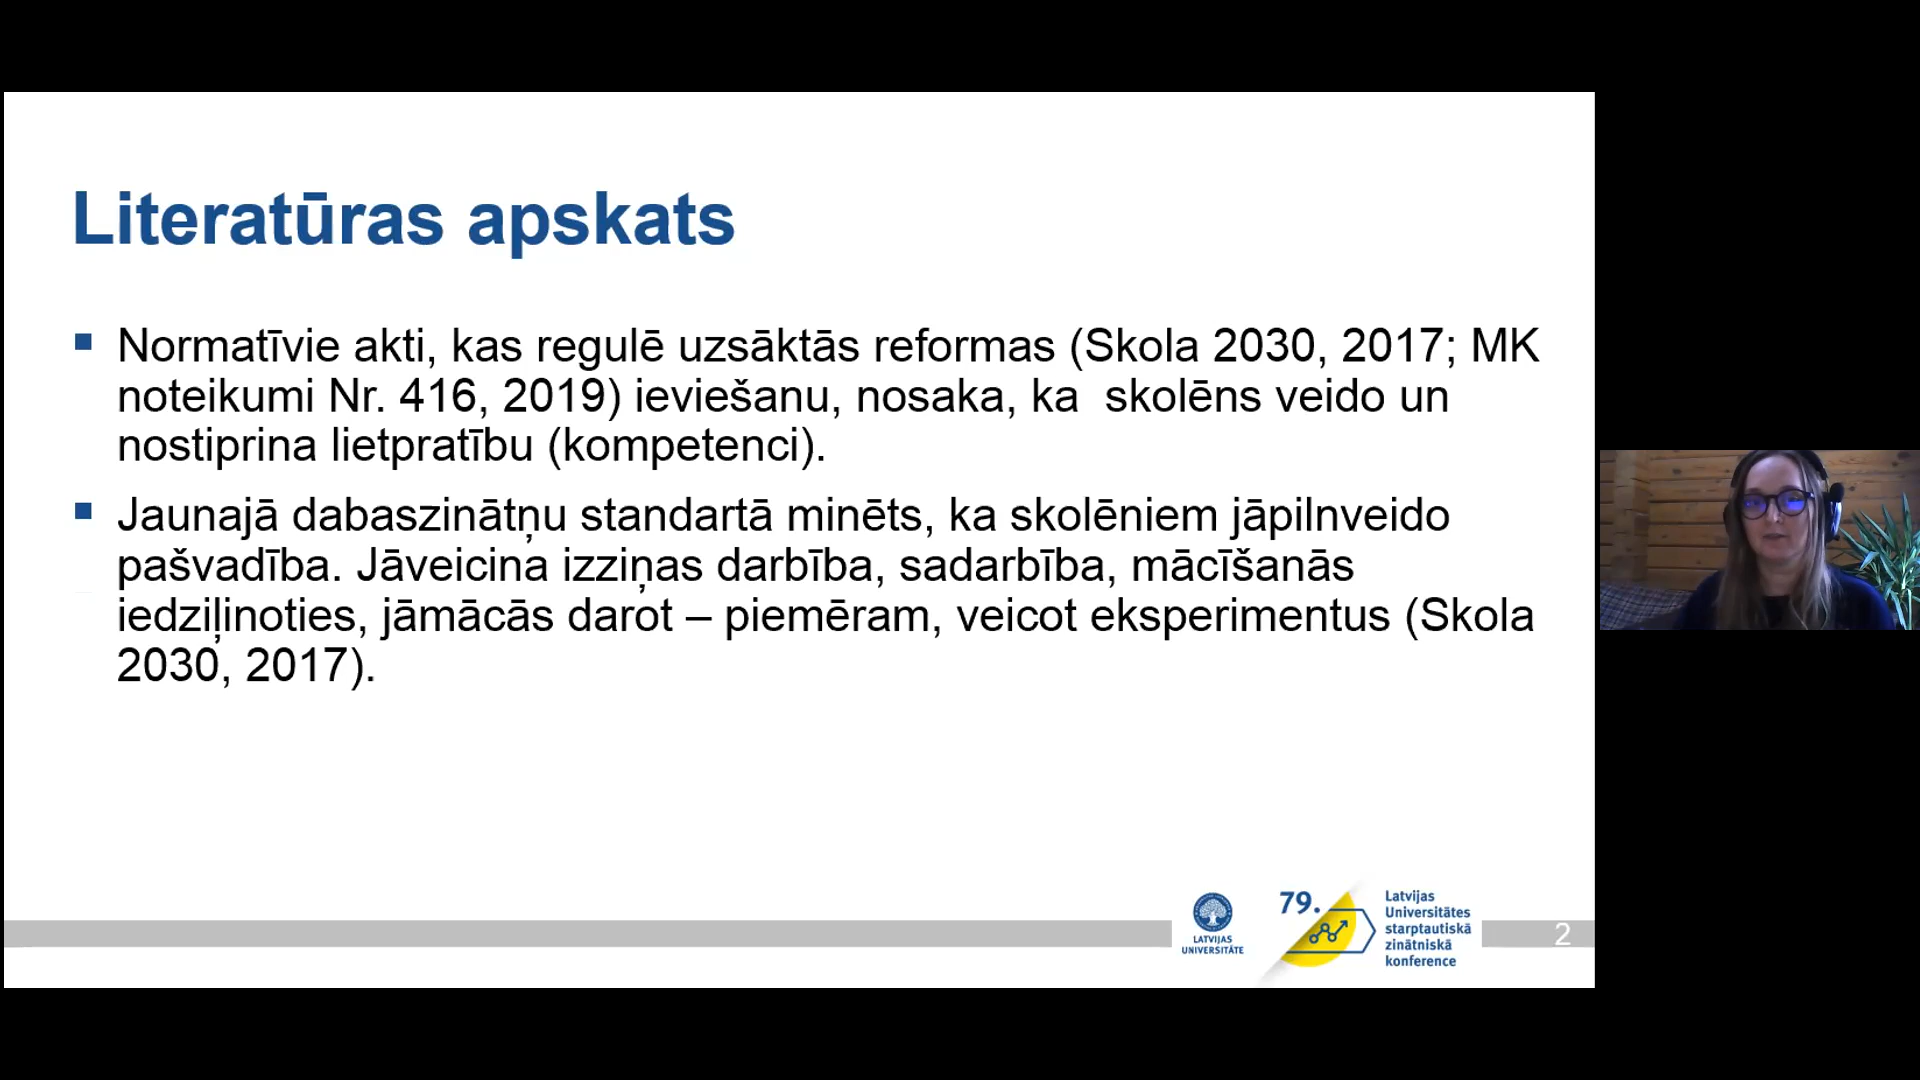 Literatūras apskats
Normatīvie akti, kas regulē uzsāktās reformas (Skola 2030, 2017; MK
noteikumi Nr. 416, 2019) ieviešanu, nosaka, ka skolēns veido un
nostiprina lietpratību (kompetenci).
Jaunajā dabaszinātņu standartā minēts, ka skolēniem jāpilnveido
pašvadība. Jāveicina izziņas darbība, sadarbība, mācīšanās
iedziļinoties, jāmācās darot – piemēram, veicot eksperimentus (Skola
2030, 2017).
LATVIJAS
UNIVERSITĀTE
79.
Latvijas
Universitātes
starptautiskā
zinātniskā
konference
2